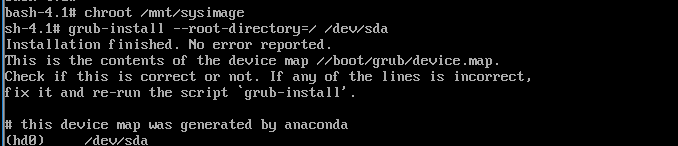 bash-4.1# chroot /mnt/sysimage
sh-4.1# grub-install --root-directory=/ /dev/sda
Installation finished. No error reported.
This is the contents of the device map //boot/grub/device.map.
Check if this is correct or not. If any of the lines is incorrect,
fix it and re-run the script `grub-install'.
# this device map was generated by anaconda
(hd0)     /dev/sda